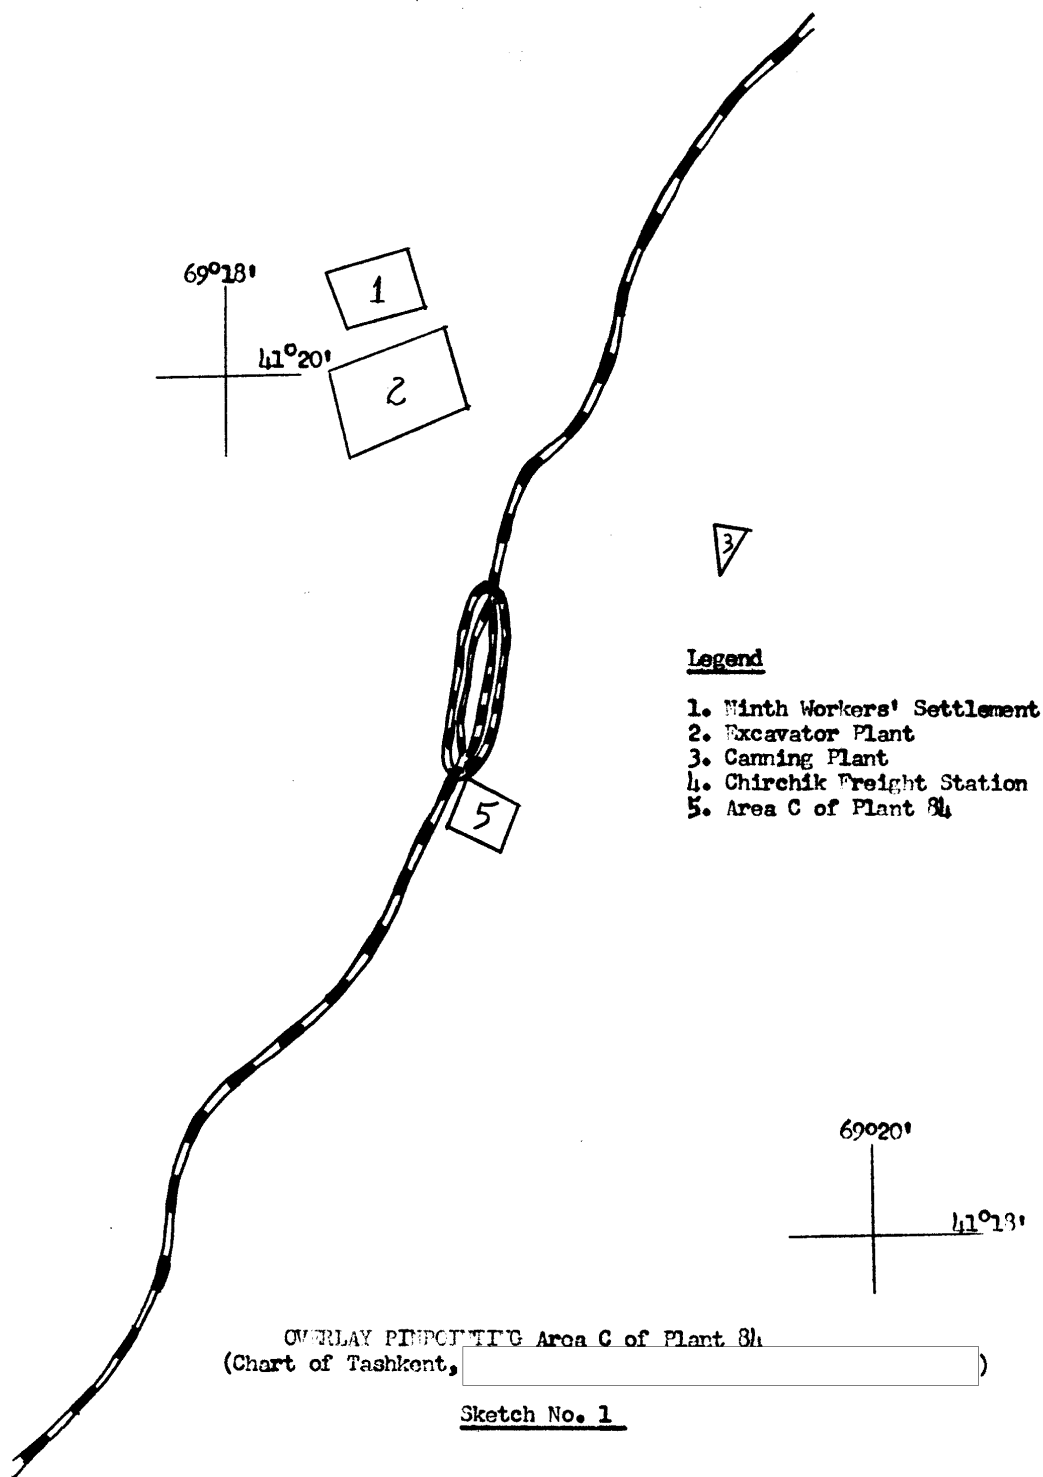 69°18'
1
41°20'
2
3
Legend
1. Ninth Workers' Settlement
2. Excavator Plant
3. Canning Plant
4. Chirchik Freight Station
5. Area C of Plant 84
5
69°20'
41°18'
OVERLAY PINPOINTING Area C of Plant 84
(Chart of Tashkent, )
Sketch No. 1